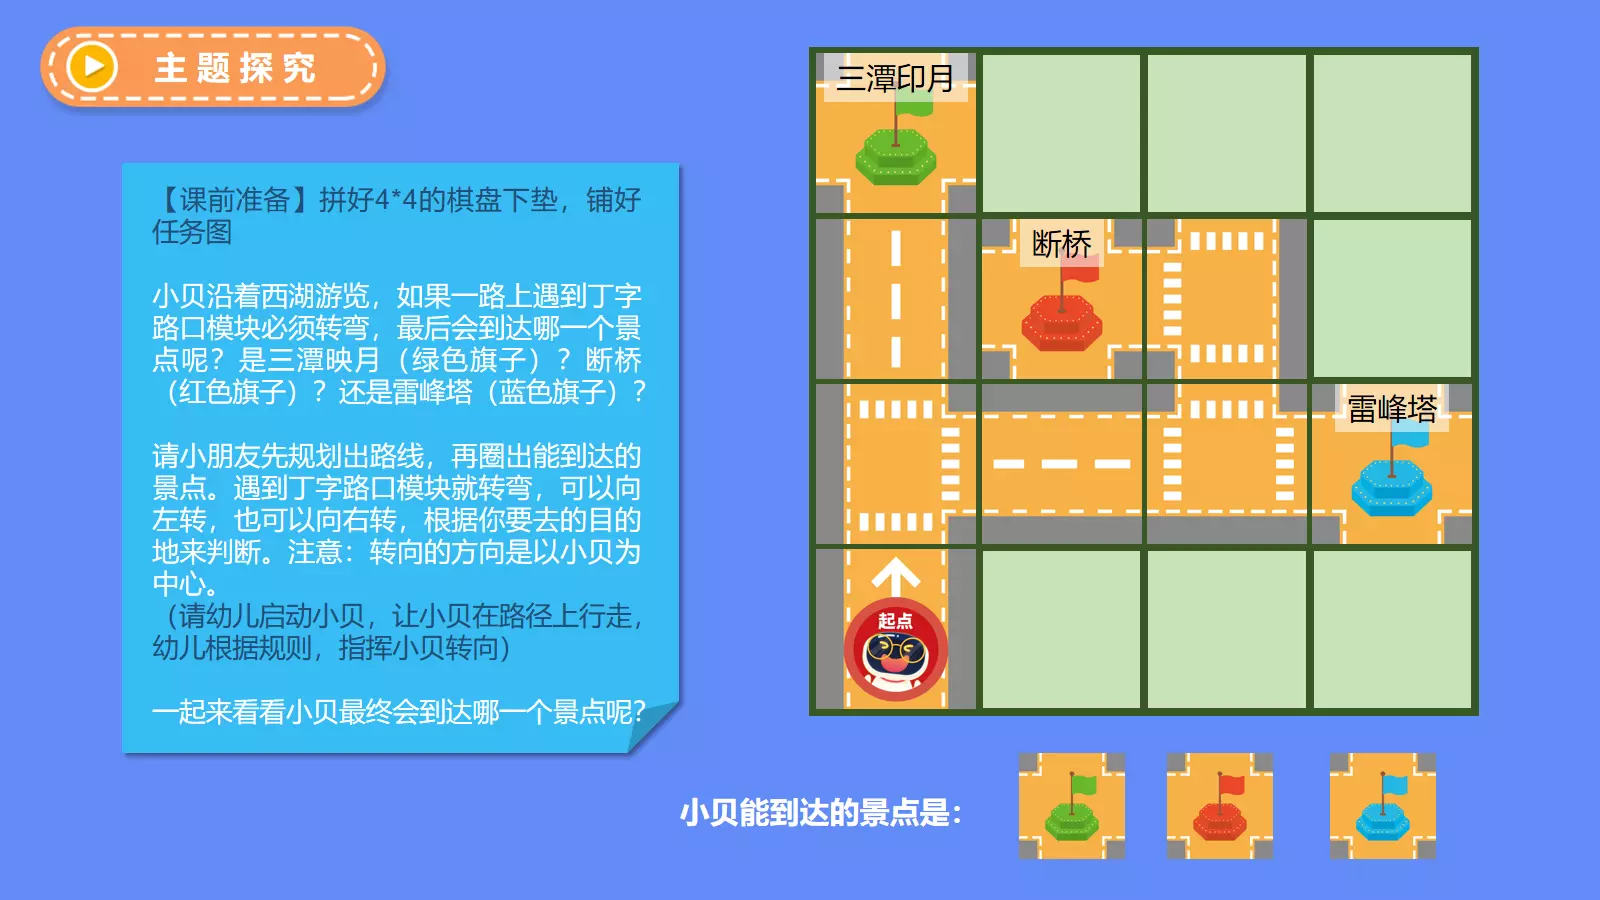 主题探究
【课前准备】拼好4*4的棋盘下垫，铺好
任务图
小贝沿着西湖游览，如果一路上遇到丁字
路口模块必须转弯，最后会到达哪一个景
点呢？是三潭映月（绿色旗子）？断桥
（红色旗子）？还是雷峰塔（蓝色旗子）？
请小朋友先规划出路线，再圈出能到达的
景点。遇到丁字路口模块就转弯，可以向
左转，也可以向右转，根据你要去的目的
地来判断。注意：转向的方向是以小贝为
中心。
（请幼儿启动小贝，让小贝在路径上行走，
幼儿根据规则，指挥小贝转向）
一起来看看小贝最终会到达哪一个景点呢？
三潭印月
断桥
雷峰塔
起点
小贝能到达的景点是：